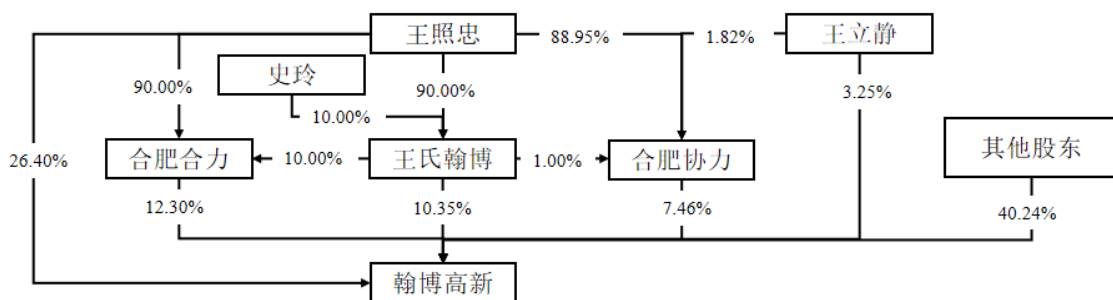 王照忠
88.95%
1.82%
王立静
史玲
90.00%
90.00%
3.25%
10.00%
26.40%
合肥合力
10.00%
王氏翰博
1.00%
合肥协力
其他股东
12.30%
10.35%
7.46%
40.24%
翰博高新